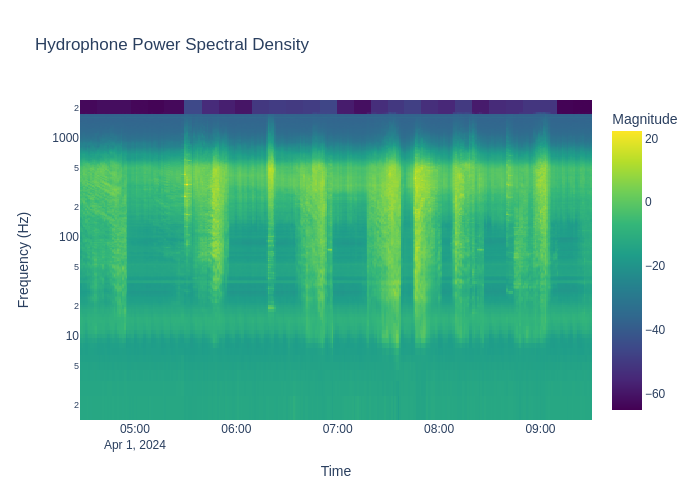 Hydrophone Power Spectral Density
Magnitude
20
0
−20
−40
−60
2
1000
5
2
100
5
2
10
5
2
Frequency (Hz)
05:00 06:00 07:00 08:00 09:00
Apr 1, 2024
Time